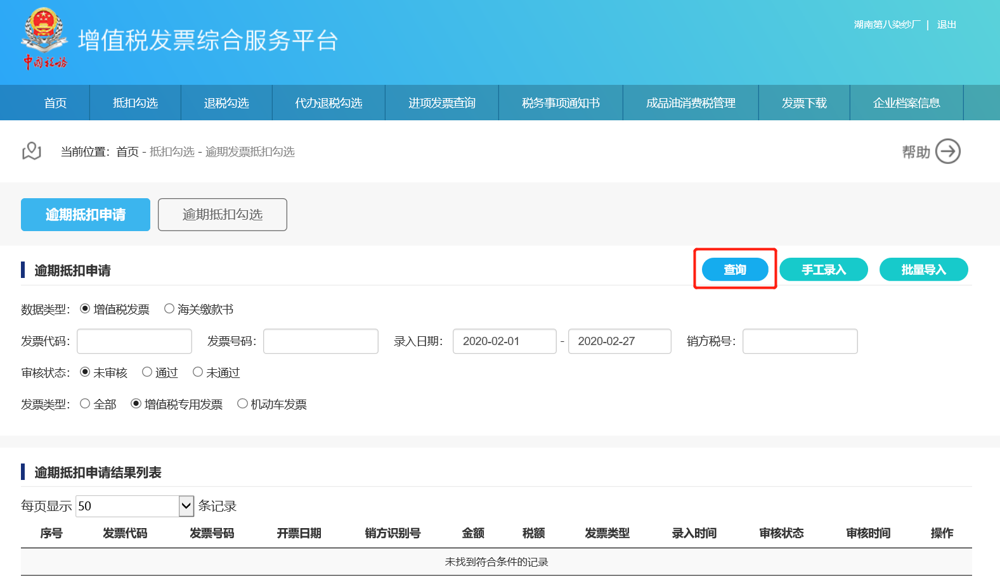 中国税务
增值税发票综合服务平台
湖南第八染纱厂 | 退出
首页 抵扣勾选 退税勾选 代办退税勾选 进项发票查询 税务事项通知书 成品油消费税管理 发票下载 企业档案信息
当前位置：首页 - 抵扣勾选 - 逾期发票抵扣勾选
帮助
逾期抵扣申请 逾期抵扣勾选
逾期抵扣申请 查询 手工录入 批量导入
数据类型： 增值税发票 海关缴款书
发票代码： 发票号码： 录入日期： 2020-02-01 - 2020-02-27 销方税号：
审核状态： 未审核 通过 未通过
发票类型： 全部 增值税专用发票 机动车发票
逾期抵扣申请结果列表
每页显示 50 条记录
序号 发票代码 发票号码 开票日期 销方识别号 金额 税额 发票类型 录入时间 审核状态 审核时间 操作
未找到符合条件的记录